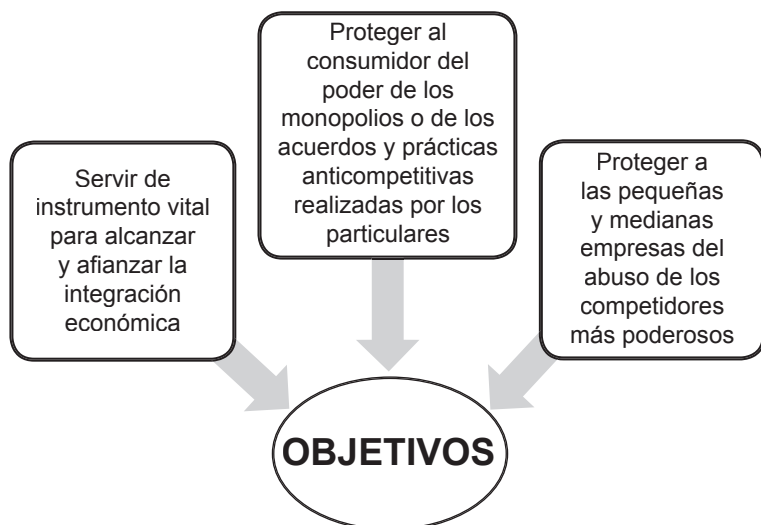 Servir de
instrumento vital
para alcanzar
y afianzar la
integración
económica
Proteger al
consumidor del
poder de los
monopolios o de los
acuerdos y prácticas
anticompetitivas
realizadas por los
particulares
Proteger a
las pequeñas
y medianas
empresas del
abuso de los
competidores
más poderosos
OBJETIVOS